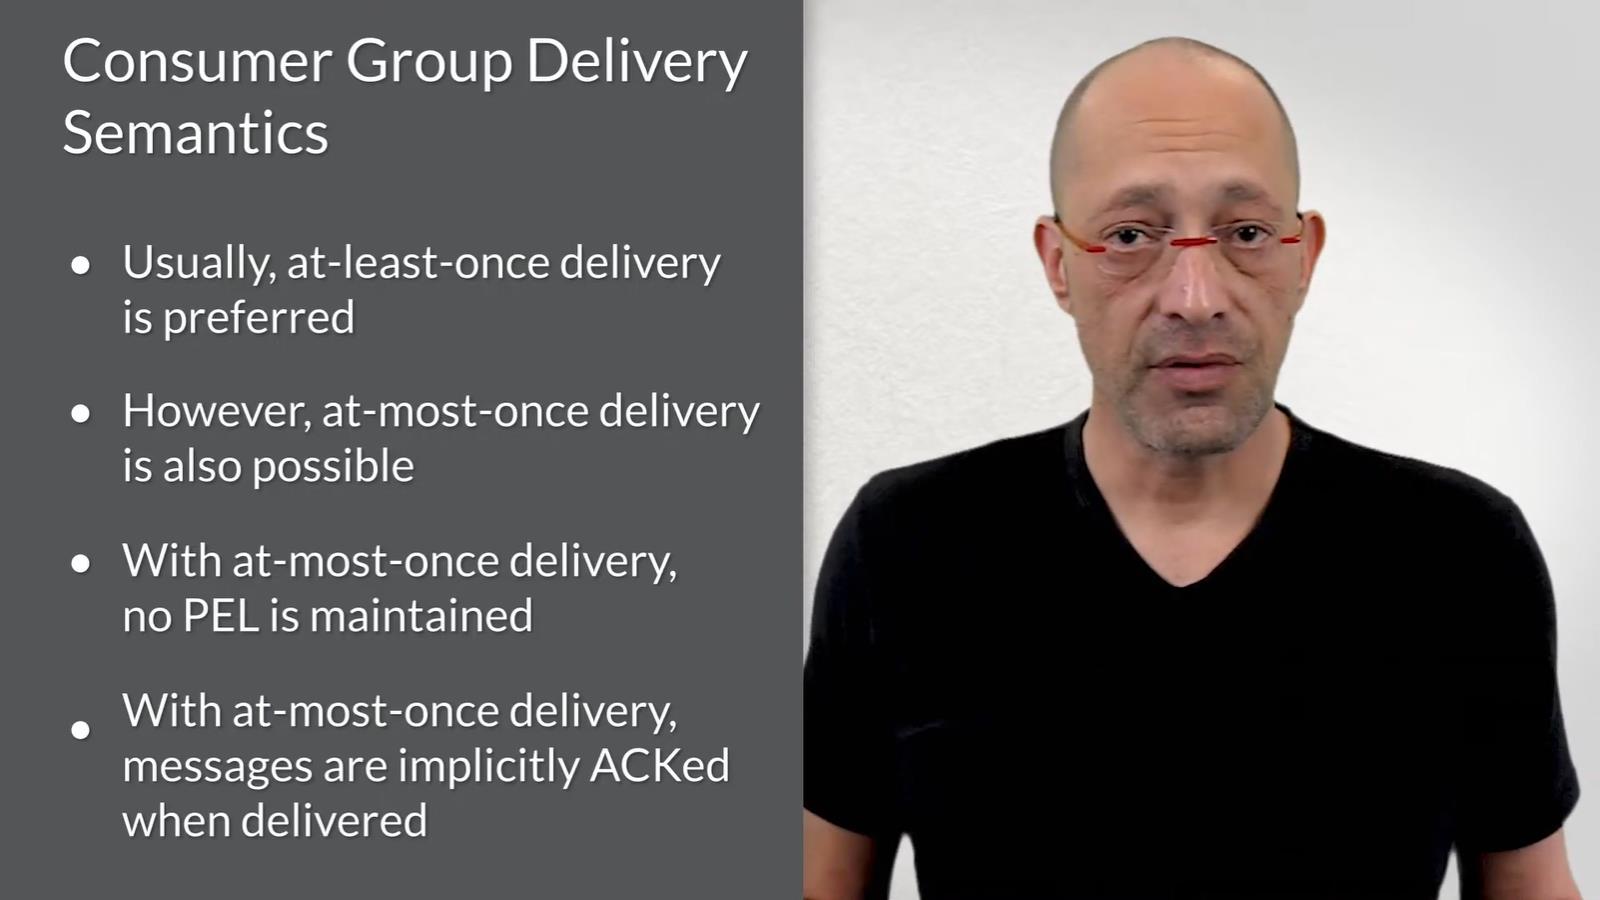 Consumer Group Delivery
Semantics
• Usually, at-least-once delivery
is preferred
• However, at-most-once delivery
is also possible
• With at-most-once delivery,
no PEL is maintained
• With at-most-once delivery,
messages are implicitly ACKed
when delivered